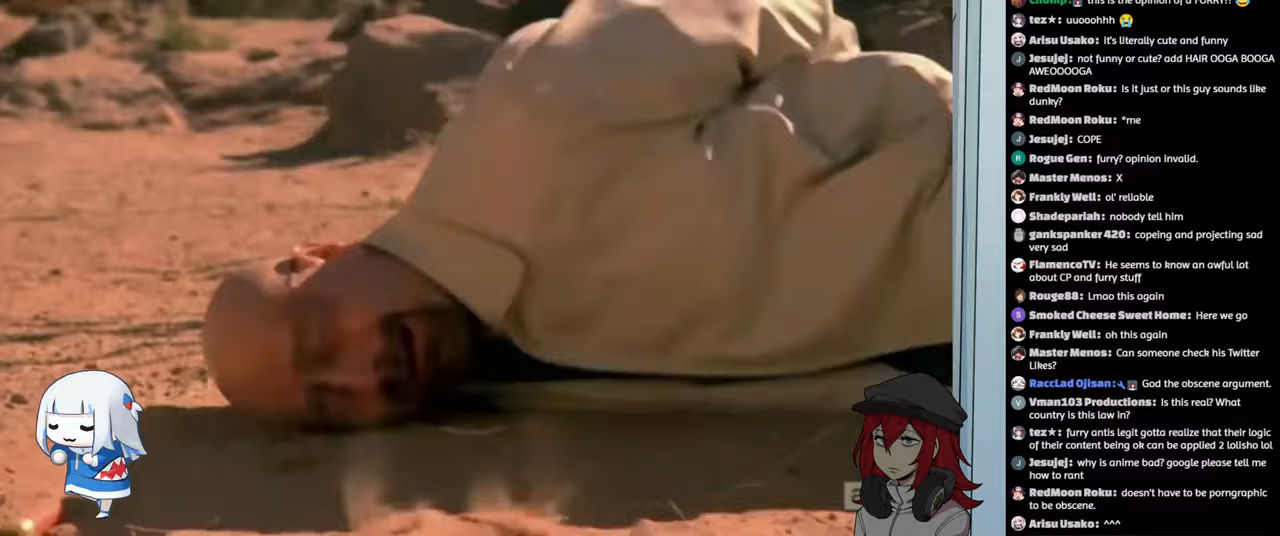 Chomp: this is the opinion of a FURRY!!
tez★: uuooohhh
Arisu Usako: it's literally cute and funny
Jesujej: not funny or cute? add HAIR OOGA BOOGA
AWEOOOOGA
RedMoon Roku: Is it just or this guy sounds like
dunky?
RedMoon Roku: *me
Jesujej: COPE
Rogue Gen: furry? opinion invalid.
Master Menos: X
Frankly Well: ol' reliable
Shadepariah: nobody tell him
gankspanker420: copeing and projecting sad
very sad
FlamencoTV: He seems to know an awful lot
about CP and furry stuff
Rouge88: Lmao this again
Smoked Cheese Sweet Home: Here we go
Frankly Well: oh this again
Master Menos: Can someone check his Twitter
Likes?
RaccLad Ojisan: God the obscene argument.
Vman103 Productions: Is this real? What
country is this law in?
tez★: furry antis legit gotta realize that their logic
of their content being ok can be applied 2 lolisho lol
Jesujej: why is anime bad? google please tell me
how to rant
RedMoon Roku: doesn't have to be porngraphic
to be obscene.
Arisu Usako: ^^^